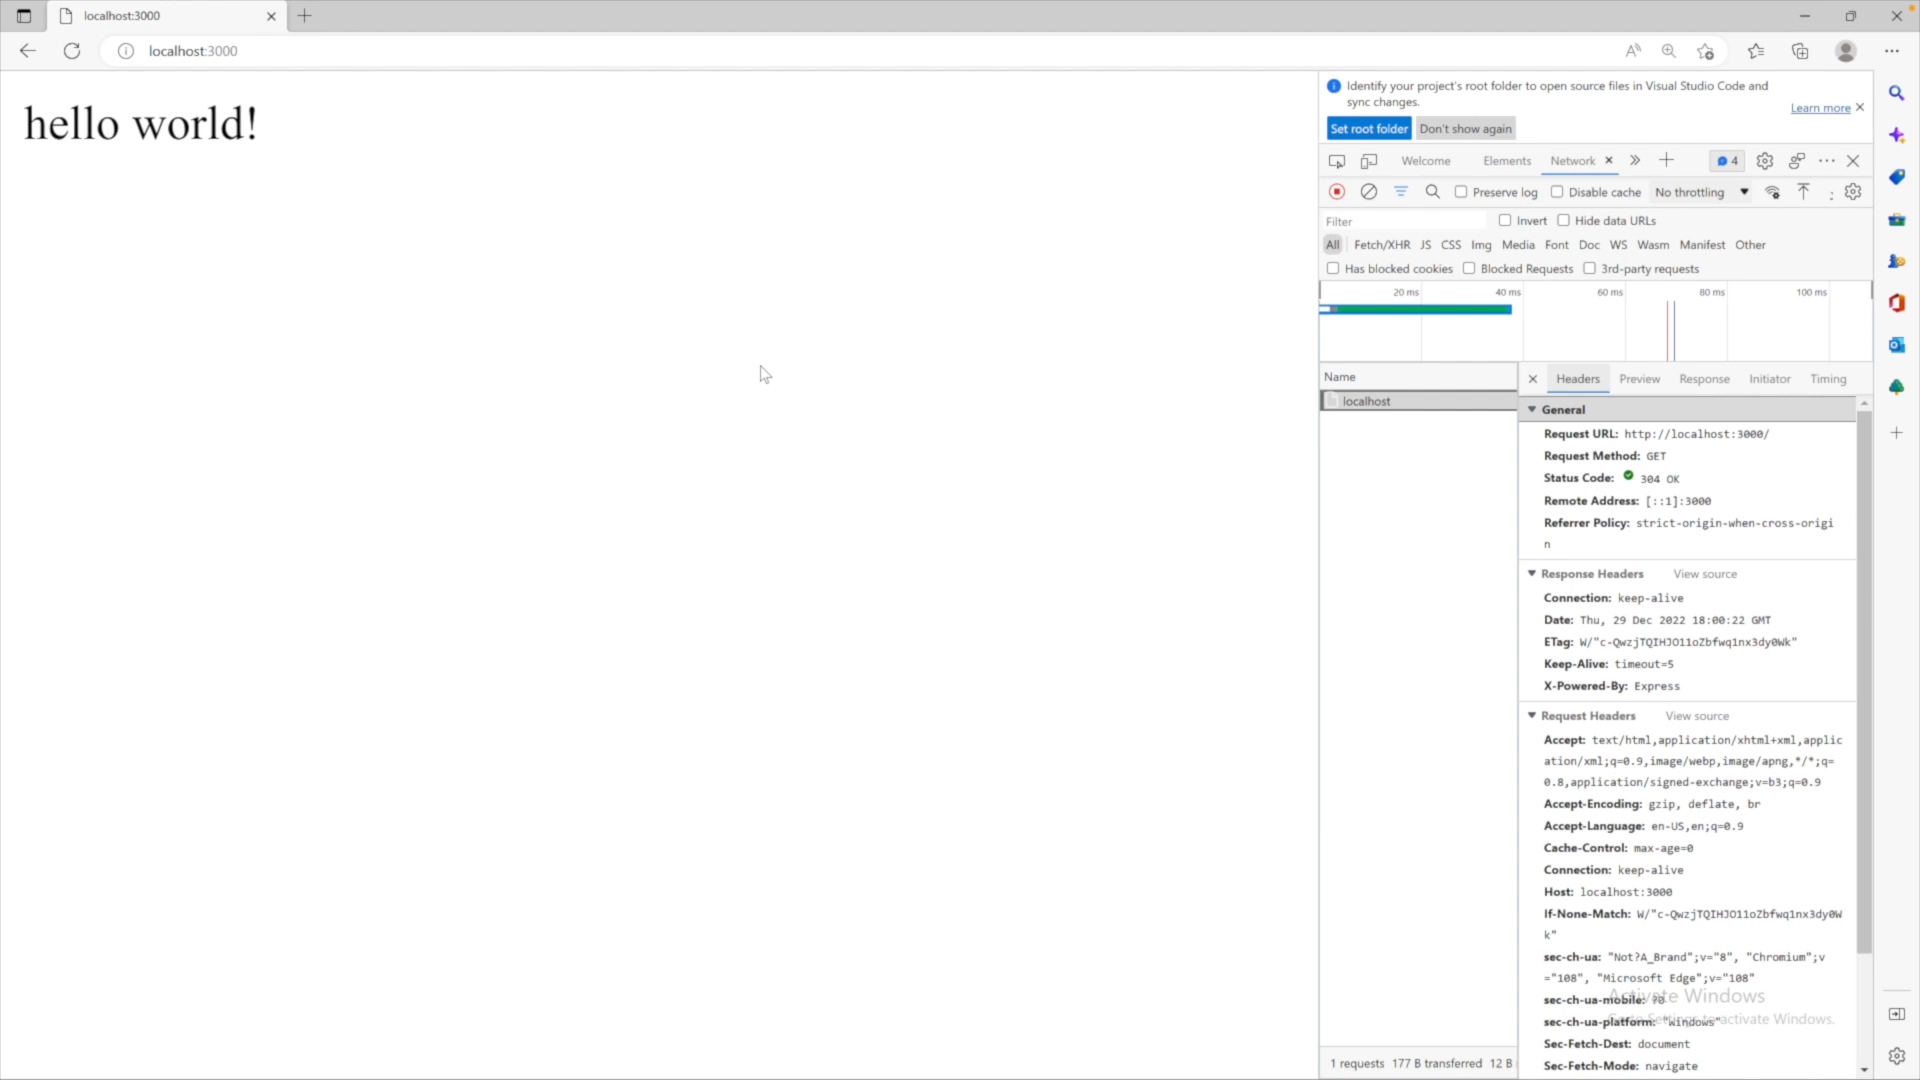 localhost:3000
localhost:3000
hello world!
Identify your project's root folder to open source files in Visual Studio Code and
sync changes.
Learn more
Set root folder Don't show again
Welcome Elements Network 4
Preserve log Disable cache No throttling
Filter Invert Hide data URLs
All Fetch/XHR JS CSS Img Media Font Doc WS Wasm Manifest Other
Has blocked cookies Blocked Requests 3rd-party requests
20 ms 40 ms 60 ms 80 ms 100 ms
Name
localhost
Headers Preview Response Initiator Timing
General
Request URL: http://localhost:3000/
Request Method: GET
Status Code: 304 OK
Remote Address: [::1]:3000
Referrer Policy: strict-origin-when-cross-origi
n
Response Headers View source
Connection: keep-alive
Date: Thu, 29 Dec 2022 18:00:22 GMT
ETag: W/"c-QwzjTQIHJO11oZbfwq1nx3dy0Wk"
Keep-Alive: timeout=5
X-Powered-By: Express
Request Headers View source
Accept: text/html,application/xhtml+xml,applic
ation/xml;q=0.9,image/webp,image/apng,*/*;q=
0.8,application/signed-exchange;v=b3;q=0.9
Accept-Encoding: gzip, deflate, br
Accept-Language: en-US,en;q=0.9
Cache-Control: max-age=0
Connection: keep-alive
Host: localhost:3000
If-None-Match: W/"c-QwzjTQIHJO11oZbfwq1nx3dy0W
k"
sec-ch-ua: "Not?A_Brand";v="8", "Chromium";v
="108", "Microsoft Edge";v="108"
sec-ch-ua-mobile: ?0
sec-ch-ua-platform: "Windows"
Sec-Fetch-Dest: document
Sec-Fetch-Mode: navigate
Activate Windows
Go to Settings to activate Windows.
1 requests 177 B transferred 12 B